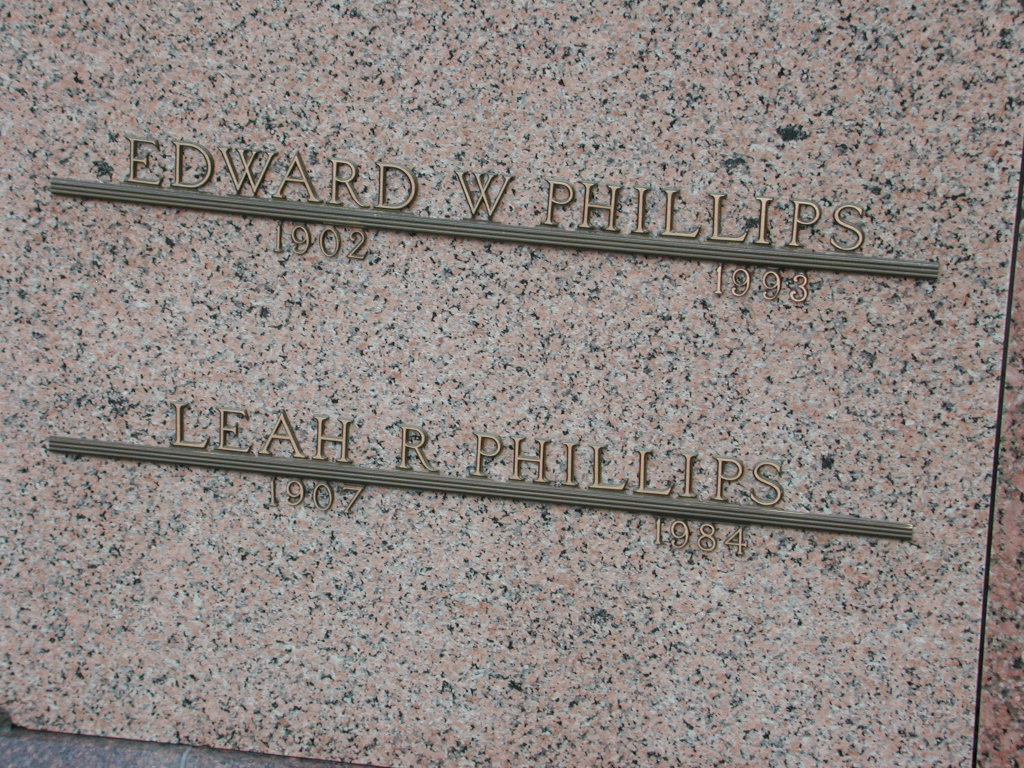 EDWARD W PHILLIPS
1902 1993
LEAH R PHILLIPS
1907 1984